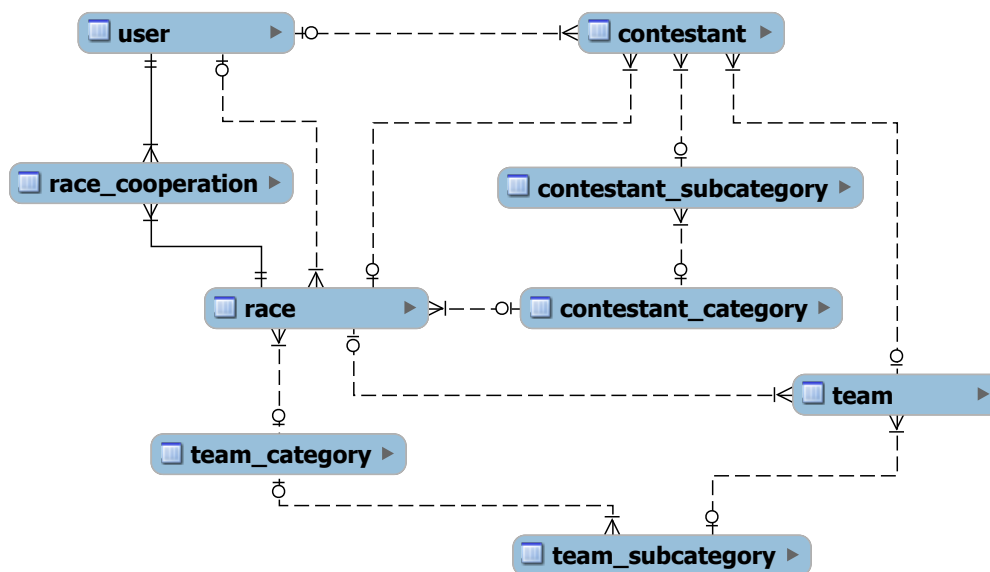 user
contestant
race_cooperation
contestant_subcategory
race
contestant_category
team
team_category
team_subcategory